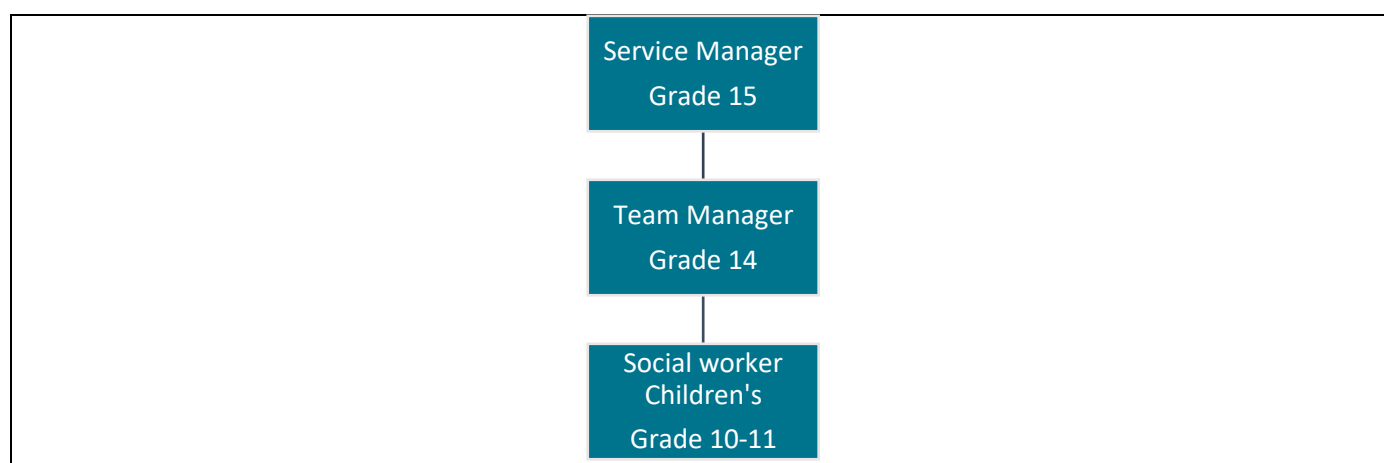 Service Manager
Grade 15
Team Manager
Grade 14
Social worker
Children's
Grade 10-11